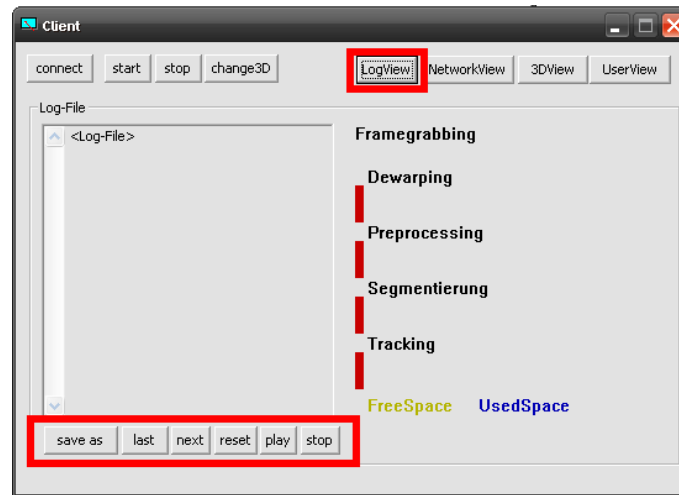 Client
connect start stop change3D LogView NetworkView 3DView UserView
Log-File
<Log-File>
Framegrabbing
Dewarping
Preprocessing
Segmentierung
Tracking
FreeSpace UsedSpace
save as last next reset play stop